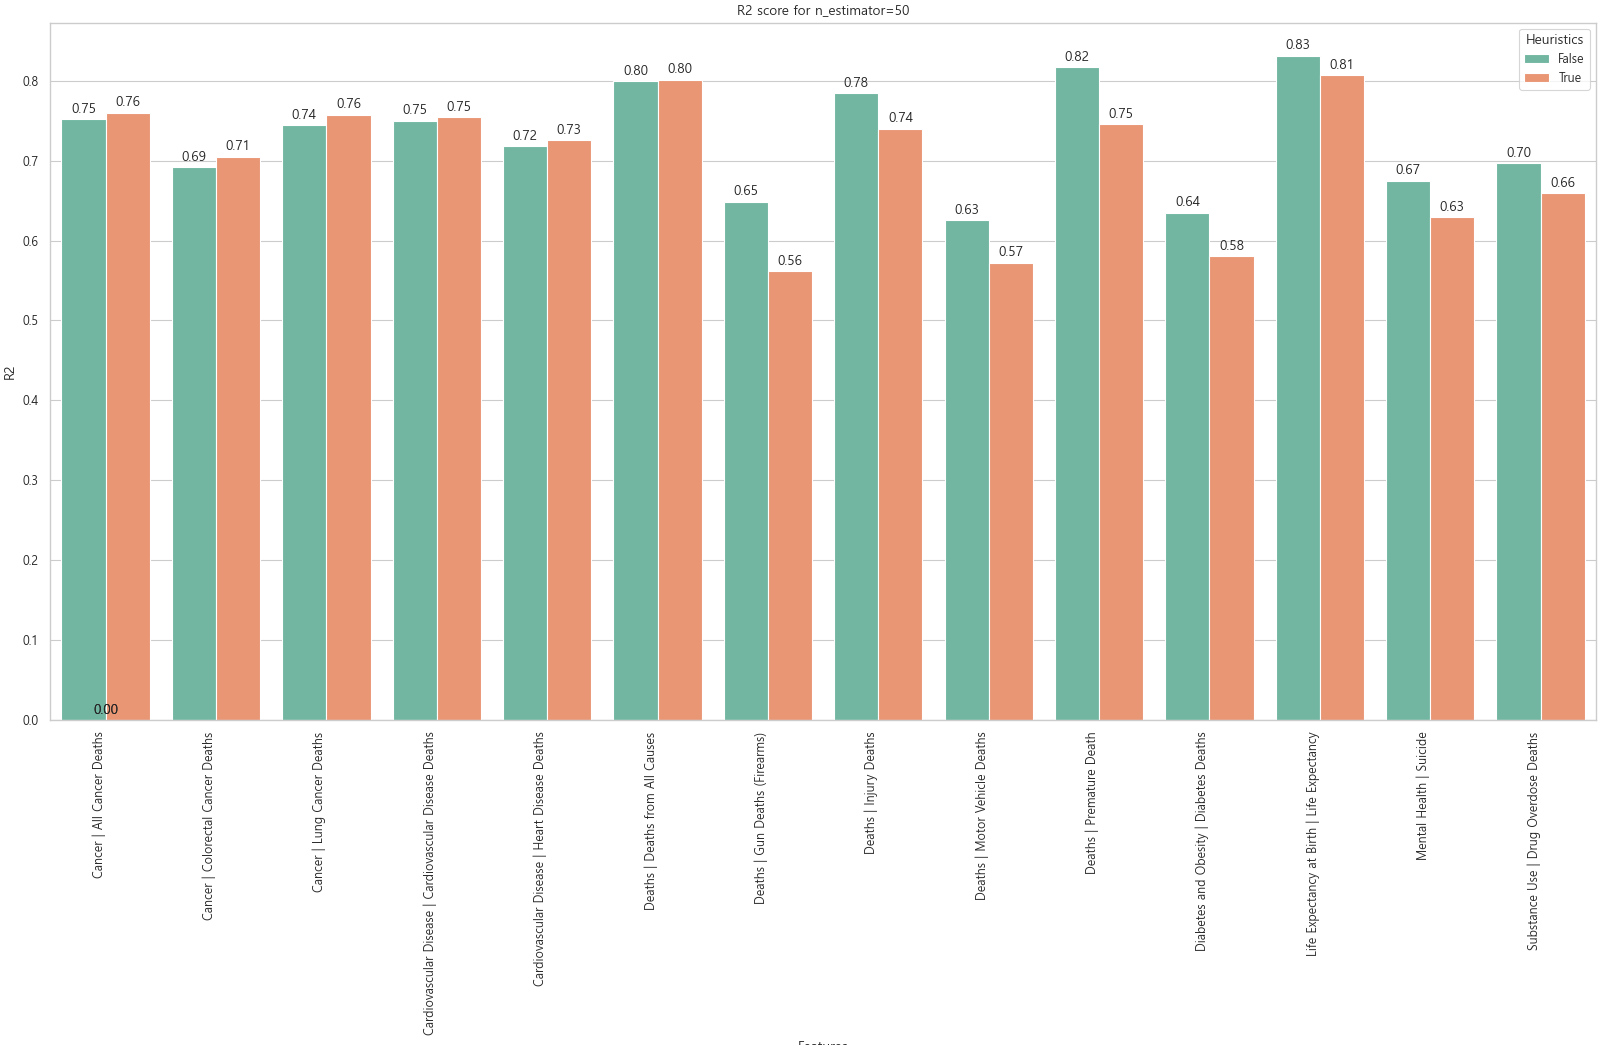 R2 score for n_estimator=50
Heuristics
False
True
R2
0.8
0.7
0.6
0.5
0.4
0.3
0.2
0.1
0.0
0.75
0.76
0.69
0.71
0.74
0.76
0.75
0.75
0.72
0.73
0.80
0.80
0.65
0.56
0.78
0.74
0.63
0.57
0.82
0.75
0.64
0.58
0.83
0.81
0.67
0.63
0.70
0.66
0.00
Cancer | All Cancer Deaths
Cancer | Colorectal Cancer Deaths
Cancer | Lung Cancer Deaths
Cardiovascular Disease | Cardiovascular Disease Deaths
Cardiovascular Disease | Heart Disease Deaths
Deaths | Deaths from All Causes
Deaths | Gun Deaths (Firearms)
Deaths | Injury Deaths
Deaths | Motor Vehicle Deaths
Deaths | Premature Death
Diabetes and Obesity | Diabetes Deaths
Life Expectancy at Birth | Life Expectancy
Mental Health | Suicide
Substance Use | Drug Overdose Deaths